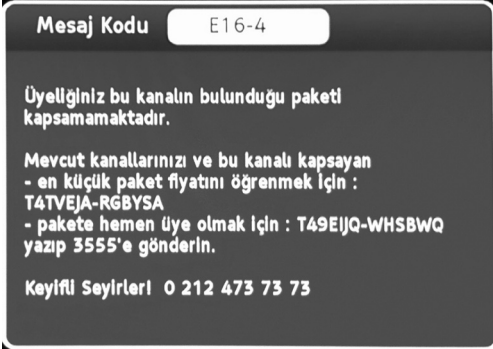 Mesaj Kodu E16-4
Üyeliğiniz bu kanalın bulunduğu paketi
kapsamamaktadır.
Mevcut kanallarınızı ve bu kanalı kapsayan
- en küçük paket fiyatını öğrenmek için :
T4TVEJA-RGBYSA
- pakete hemen üye olmak için : T49EIJQ-WHSBWQ
yazıp 3555'e gönderin.
Keyifli Seyirler! 0 212 473 73 73